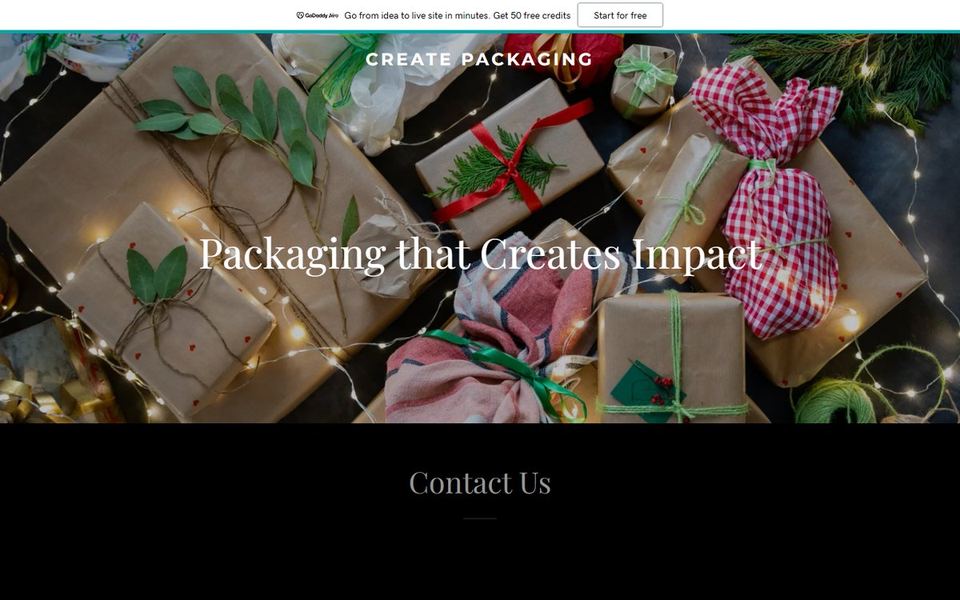 GoDaddy Airo Go from idea to live site in minutes. Get 50 free credits Start for free
CREATE PACKAGING
Packaging that Creates Impact
Contact Us